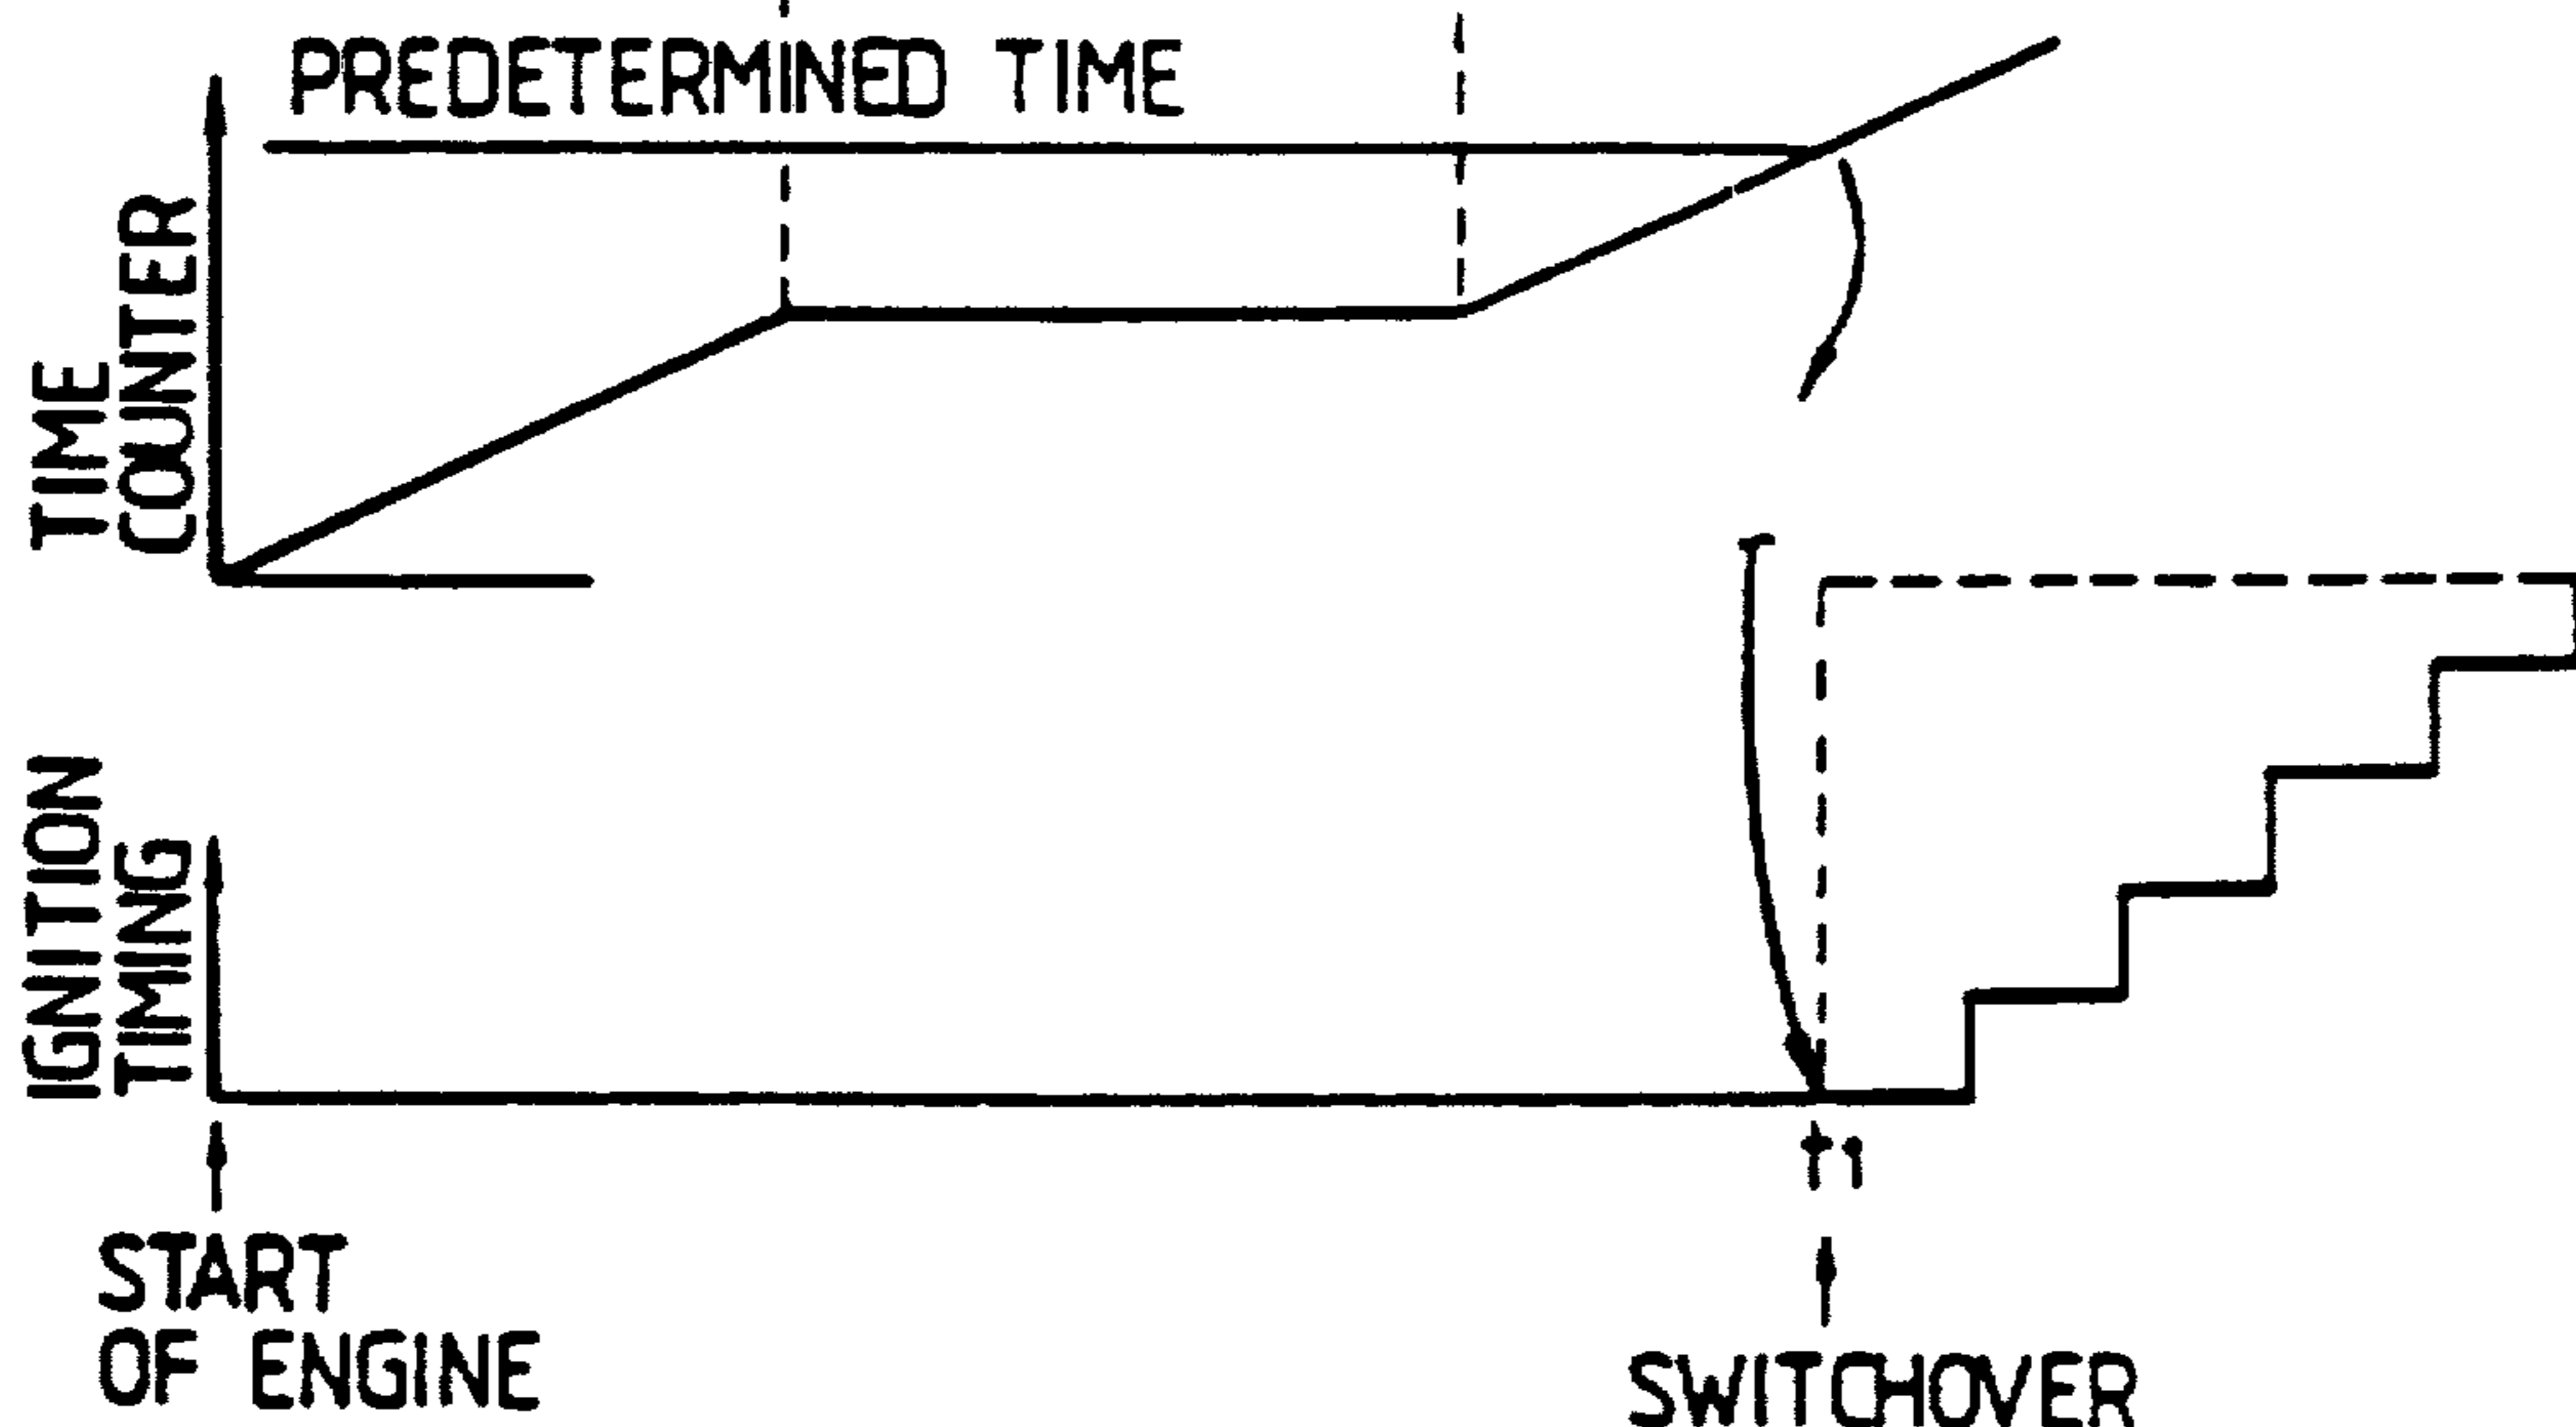 PREDETERMINED TIME
TIME
COUNTER
IGNITION
TIMING
t1
START
OF ENGINE
SWITCHOVER